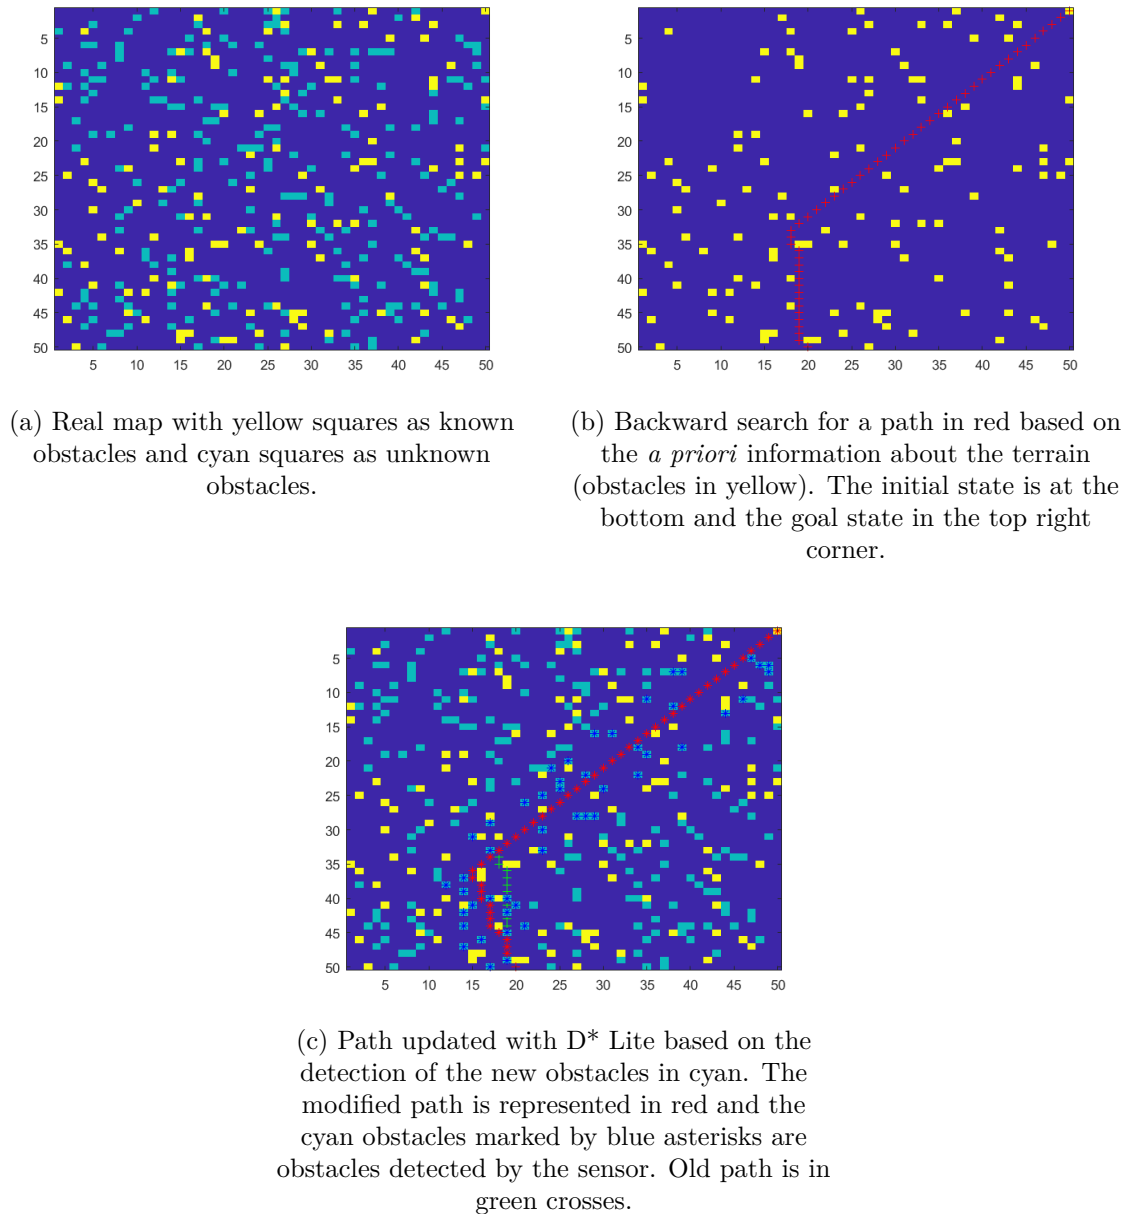 5
10
15
20
25
30
35
40
45
50
5 10 15 20 25 30 35 40 45 50
5
10
15
20
25
30
35
40
45
50
5 10 15 20 25 30 35 40 45 50
(a) Real map with yellow squares as known
obstacles and cyan squares as unknown
obstacles.
(b) Backward search for a path in red based on
the a priori information about the terrain
(obstacles in yellow). The initial state is at the
bottom and the goal state in the top right
corner.
5
10
15
20
25
30
35
40
45
50
5 10 15 20 25 30 35 40 45 50
(c) Path updated with D* Lite based on the
detection of the new obstacles in cyan. The
modified path is represented in red and the
cyan obstacles marked by blue asterisks are
obstacles detected by the sensor. Old path is in
green crosses.